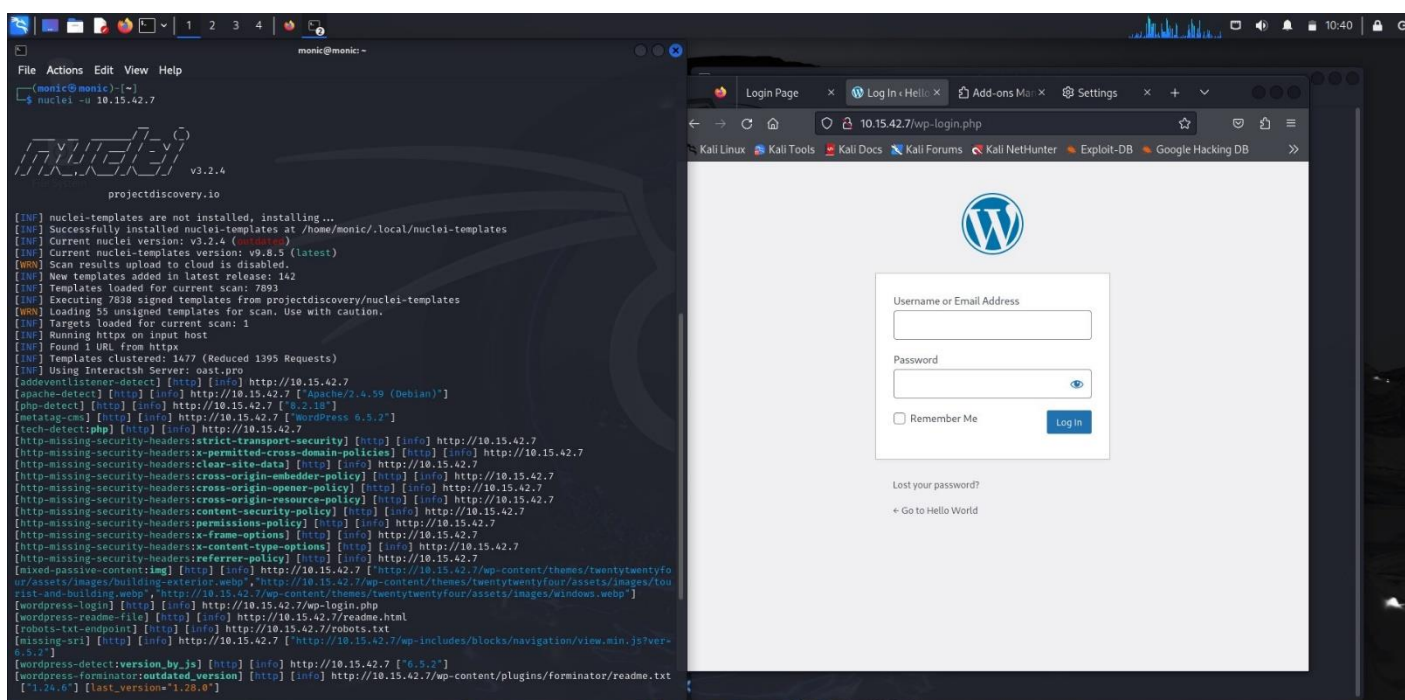 1 2 3 4
10:40
monic@monic: ~
File Actions Edit View Help
┌──(monic㉿monic)-[~]
└─$ nuclei -u 10.15.42.7
v3.2.4
projectdiscovery.io
[INF] nuclei-templates are not installed, installing...
[INF] Successfully installed nuclei-templates at /home/monic/.local/nuclei-templates
[INF] Current nuclei version: v3.2.4 (outdated)
[INF] Current nuclei-templates version: v9.8.5 (latest)
[WRN] Scan results upload to cloud is disabled.
[INF] New templates added in latest release: 142
[INF] Templates loaded for current scan: 7893
[INF] Executing 7838 signed templates from projectdiscovery/nuclei-templates
[WRN] Loading 55 unsigned templates for scan. Use with caution.
[INF] Targets loaded for current scan: 1
[INF] Running httpx on input host
[INF] Found 1 URL from httpx
[INF] Templates clustered: 1477 (Reduced 1395 Requests)
[INF] Using Interactsh Server: oast.pro
[addeventlistener-detect] [http] [info] http://10.15.42.7
[apache-detect] [http] [info] http://10.15.42.7 ["Apache/2.4.59 (Debian)"]
[php-detect] [http] [info] http://10.15.42.7 ["8.2.18"]
[metatag-cms] [http] [info] http://10.15.42.7 ["WordPress 6.5.2"]
[tech-detect:php] [http] [info] http://10.15.42.7
[http-missing-security-headers:strict-transport-security] [http] [info] http://10.15.42.7
[http-missing-security-headers:x-permitted-cross-domain-policies] [http] [info] http://10.15.42.7
[http-missing-security-headers:clear-site-data] [http] [info] http://10.15.42.7
[http-missing-security-headers:cross-origin-embedder-policy] [http] [info] http://10.15.42.7
[http-missing-security-headers:cross-origin-opener-policy] [http] [info] http://10.15.42.7
[http-missing-security-headers:cross-origin-resource-policy] [http] [info] http://10.15.42.7
[http-missing-security-headers:content-security-policy] [http] [info] http://10.15.42.7
[http-missing-security-headers:permissions-policy] [http] [info] http://10.15.42.7
[http-missing-security-headers:x-frame-options] [http] [info] http://10.15.42.7
[http-missing-security-headers:x-content-type-options] [http] [info] http://10.15.42.7
[http-missing-security-headers:referrer-policy] [http] [info] http://10.15.42.7
[mixed-passive-content:img] [http] [info] http://10.15.42.7 ["http://10.15.42.7/wp-content/themes/twentytwentyfo
ur/assets/images/building-exterior.webp","http://10.15.42.7/wp-content/themes/twentytwentyfour/assets/images/tou
rist-and-building.webp","http://10.15.42.7/wp-content/themes/twentytwentyfour/assets/images/windows.webp"]
[wordpress-login] [http] [info] http://10.15.42.7/wp-login.php
[wordpress-readme-file] [http] [info] http://10.15.42.7/readme.html
[robots-txt-endpoint] [http] [info] http://10.15.42.7/robots.txt
[missing-sri] [http] [info] http://10.15.42.7 ["http://10.15.42.7/wp-includes/blocks/navigation/view.min.js?ver=
6.5.2"]
[wordpress-detect:version_by_js] [http] [info] http://10.15.42.7 ["6.5.2"]
[wordpress-forminator:outdated_version] [http] [info] http://10.15.42.7/wp-content/plugins/forminator/readme.txt
["1.24.6"] [last_version="1.28.0"]
Login Page
Log In ‹ Hello
Add-ons Man
Settings
10.15.42.7/wp-login.php
Kali Linux Kali Tools Kali Docs Kali Forums Kali NetHunter Exploit-DB Google Hacking DB
Username or Email Address
Password
Remember Me
Log In
Lost your password?
← Go to Hello World